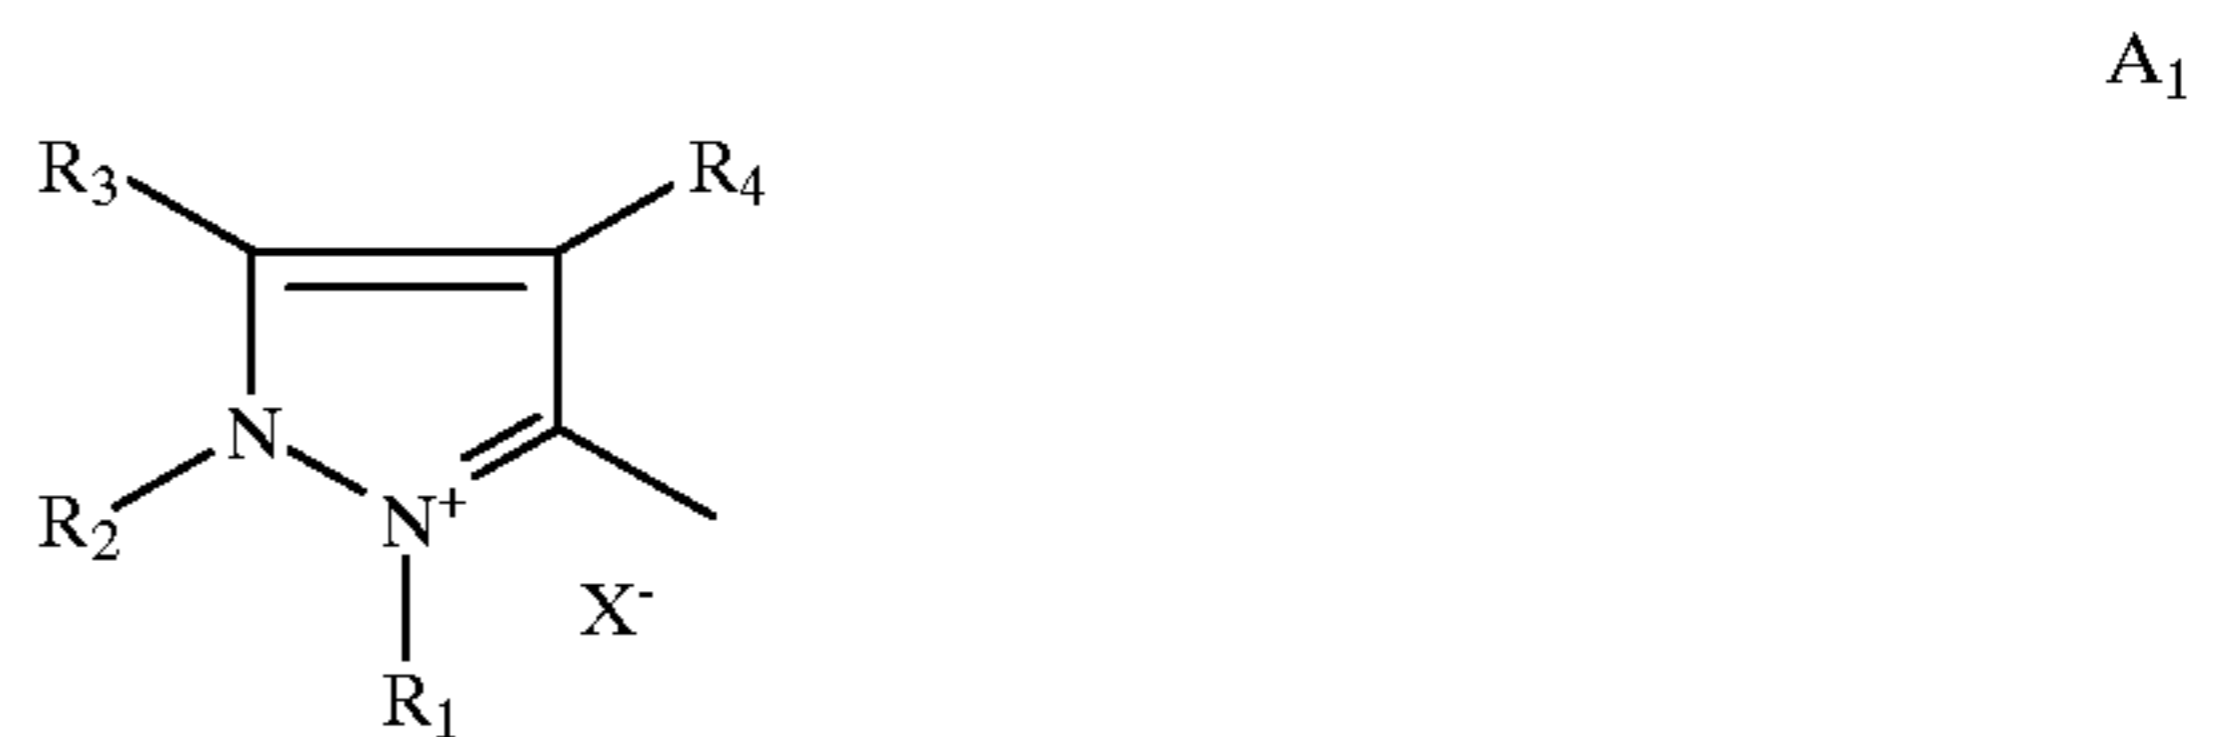 A₁
R₃ R₄
N
R₂ N⁺
X⁻
R₁